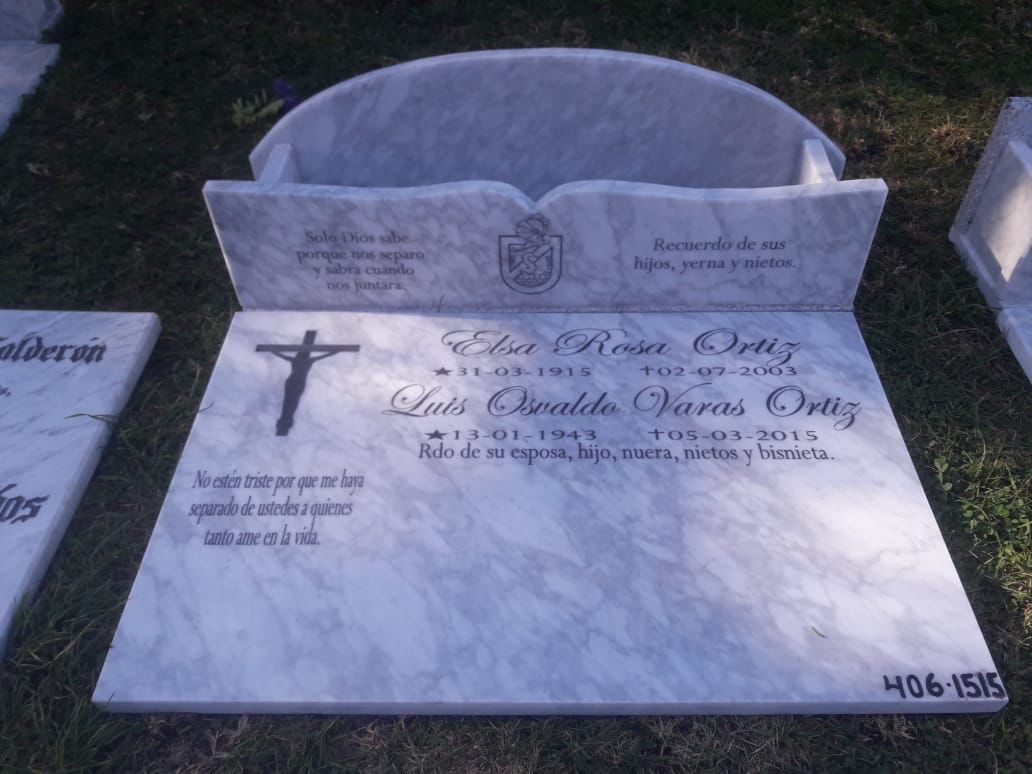 Solo Dios sabe
porque nos separo
y sabra cuando
nos juntara.
Recuerdo de sus
hijos, yerna y nietos.
Elsa Rosa Ortiz
★31-03-1915 ✝02-07-2003
Luis Osvaldo Varas Ortiz
★13-01-1943 ✝05-03-2015
Rdo de su esposa, hijo, nuera, nietos y bisnieta.
No estén triste por que me haya
separado de ustedes a quienes
tanto ame en la vida.
406·1515
Calderón